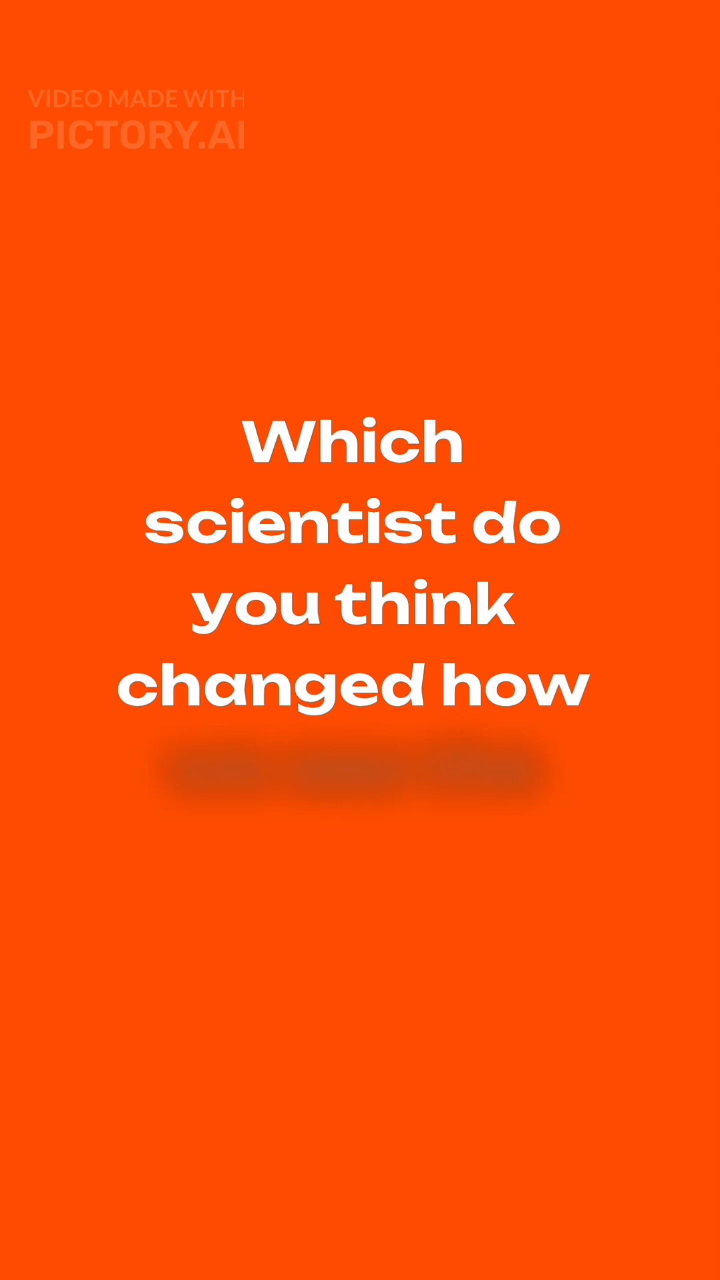 VIDEO MADE WITH
PICTORY.AI
Which
scientist do
you think
changed how